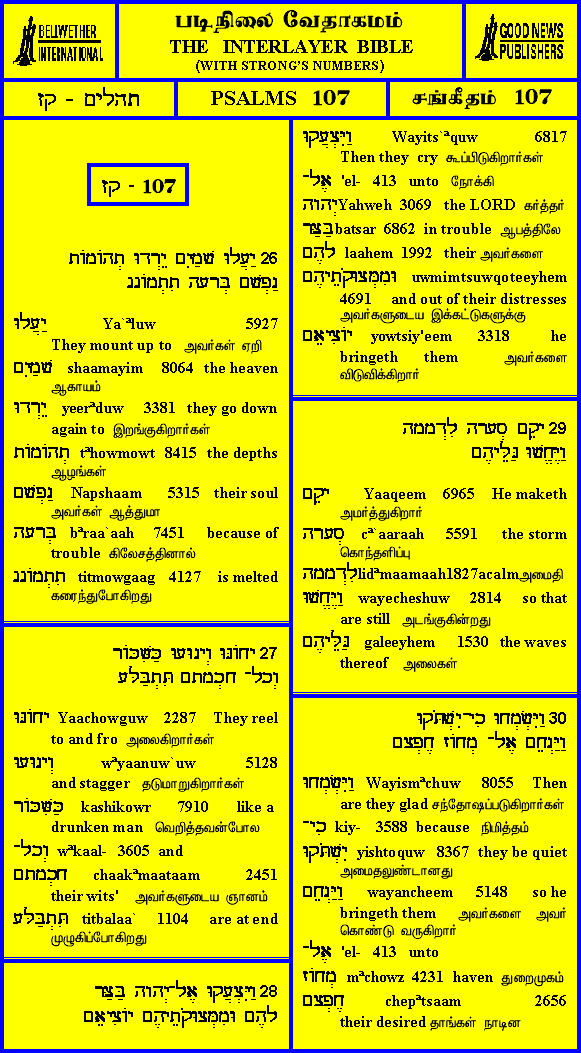 BELLWETHER
INTERNATIONAL
படிநிலை வேதாகமம்
THE INTERLAYER BIBLE
(WITH STRONG'S NUMBERS)
GOOD NEWS
PUBLISHERS
תהלים - קז
PSALMS 107
சங்கீதம் 107
107 - קז
26 יַעֲלוּ שָׁמַיִם יֵרְדוּ תְהוֹמוֹת
נַפְשָׁם בְּרָעָה תִתְמוֹגָג
יַעֲלוּ Ya`ªluw 5927
They mount up to அவர்கள் ஏறி
שָׁמַיִם shaamayim 8064 the heaven
ஆகாயம்
יֵרְדוּ yeerªduw 3381 they go down
again to இறங்குகிறார்கள்
תְהוֹמוֹת tªhowmowt 8415 the depths
ஆழங்கள்
נַפְשָׁם Napshaam 5315 their soul
அவர்கள் ஆத்துமா
בְּרָעָה bªraa`aah 7451 because of
trouble கிலேசத்தினால்
תִתְמוֹגָג titmowgaag 4127 is melted
கரைந்துபோகிறது
27 יָחוֹגּוּ וְיָנוּעוּ כַּשִּׁכּוֹר
וְכָל- חָכְמָתָם תִּתְבַּלָּע
יָחוֹגּוּ Yaachowguw 2287 They reel
to and fro அலைகிறார்கள்
וְיָנוּעוּ wªyaanuw`uw 5128
and stagger தடுமாறுகிறார்கள்
כַּשִּׁכּוֹר kashikowr 7910 like a
drunken man வெறித்தவன்போல
וְכָל- wªkaal- 3605 and
חָכְמָתָם chaakªmaataam 2451
their wits' அவர்களுடைய ஞானம்
תִּתְבַּלָּע titbalaa` 1104 are at end
முழுகிப்போகிறது
28 וַיִּצְעֲקוּ אֶל-יְהוָה בַּצַּר
לָהֶם וּמִמְּצוּקֹתֵיהֶם יוֹצִיאֵם
וַיִּצְעֲקוּ Wayits`ªquw 6817
Then they cry கூப்பிடுகிறார்கள்
אֶל- 'el- 413 unto நோக்கி
יְהוָה Yahweh 3069 the LORD கர்த்தர்
בַּצַּר batsar 6862 in trouble ஆபத்திலே
לָהֶם laahem 1992 their அவர்களை
וּמִמְּצוּקֹתֵיהֶם uwmimtsuwqoteeyhem
4691 and out of their distresses
அவர்களுடைய இக்கட்டுகளுக்கு
יוֹצִיאֵם yowtsiy'eem 3318 he
bringeth them அவர்களை
விடுவிக்கிறார்
29 יָקֵם סְעָרָה לִדְמָמָה
וַיֶּחֱשׁוּ גַּלֵּיהֶם
יָקֵם Yaaqeem 6965 He maketh
அமர்த்துகிறார்
סְעָרָה cª`aaraah 5591 the storm
கொந்தளிப்பு
לִדְמָמָה lidªmaamaah1827acalmஅமைதி
וַיֶּחֱשׁוּ wayecheshuw 2814 so that
are still அடங்குகின்றது
גַּלֵּיהֶם galeeyhem 1530 the waves
thereof அலைகள்
30 וַיִּשְׂמְחוּ כִי-יִשְׁתֹּקוּ
וַיַּנְחֵם אֶל- מְחוֹז חֶפְצָם
וַיִּשְׂמְחוּ Wayismªchuw 8055 Then
are they glad சந்தோஷப்படுகிறார்கள்
כִי- kiy- 3588 because நிமித்தம்
יִשְׁתֹּקוּ yishtoquw 8367 they be quiet
அமைதலுண்டானது
וַיַּנְחֵם wayancheem 5148 so he
bringeth them அவர்களை அவர்
கொண்டு வருகிறார்
אֶל- 'el- 413 unto
מְחוֹז mªchowz 4231 haven துறைமுகம்
חֶפְצָם chepªtsaam 2656
their desired தாங்கள் நாடின